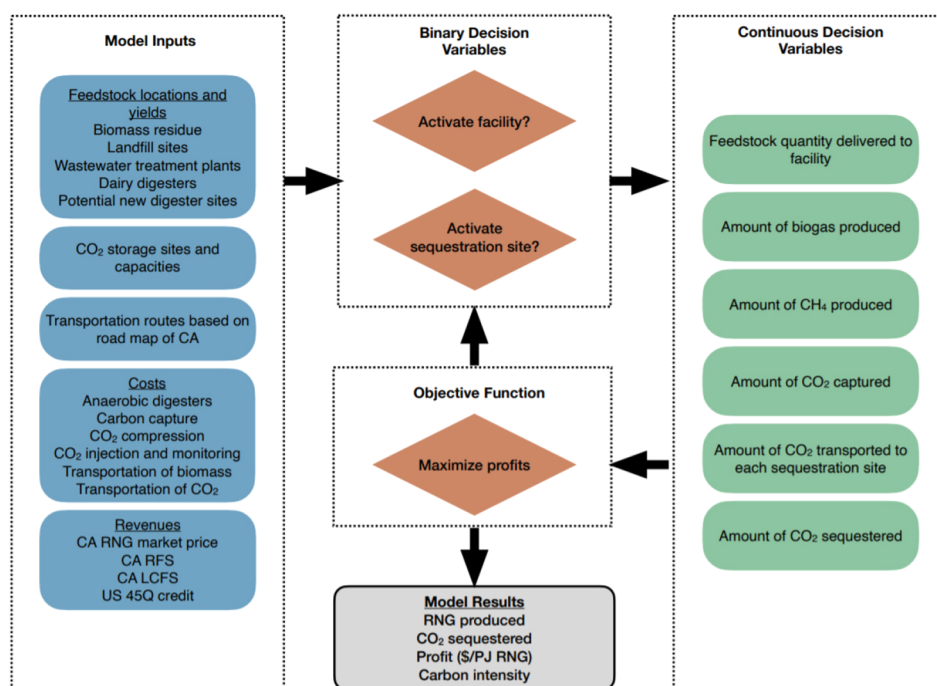 Model Inputs
Feedstock locations and
yields
Biomass residue
Landfill sites
Wastewater treatment plants
Dairy digesters
Potential new digester sites
CO₂ storage sites and
capacities
Transportation routes based on
road map of CA
Costs
Anaerobic digesters
Carbon capture
CO₂ compression
CO₂ injection and monitoring
Transportation of biomass
Transportation of CO₂
Revenues
CA RNG market price
CA RFS
CA LCFS
US 45Q credit
Binary Decision
Variables
Activate facility?
Activate
sequestration site?
Objective Function
Maximize profits
Model Results
RNG produced
CO₂ sequestered
Profit ($/PJ RNG)
Carbon intensity
Continuous Decision
Variables
Feedstock quantity delivered to
facility
Amount of biogas produced
Amount of CH₄ produced
Amount of CO₂ captured
Amount of CO₂ transported to
each sequestration site
Amount of CO₂ sequestered